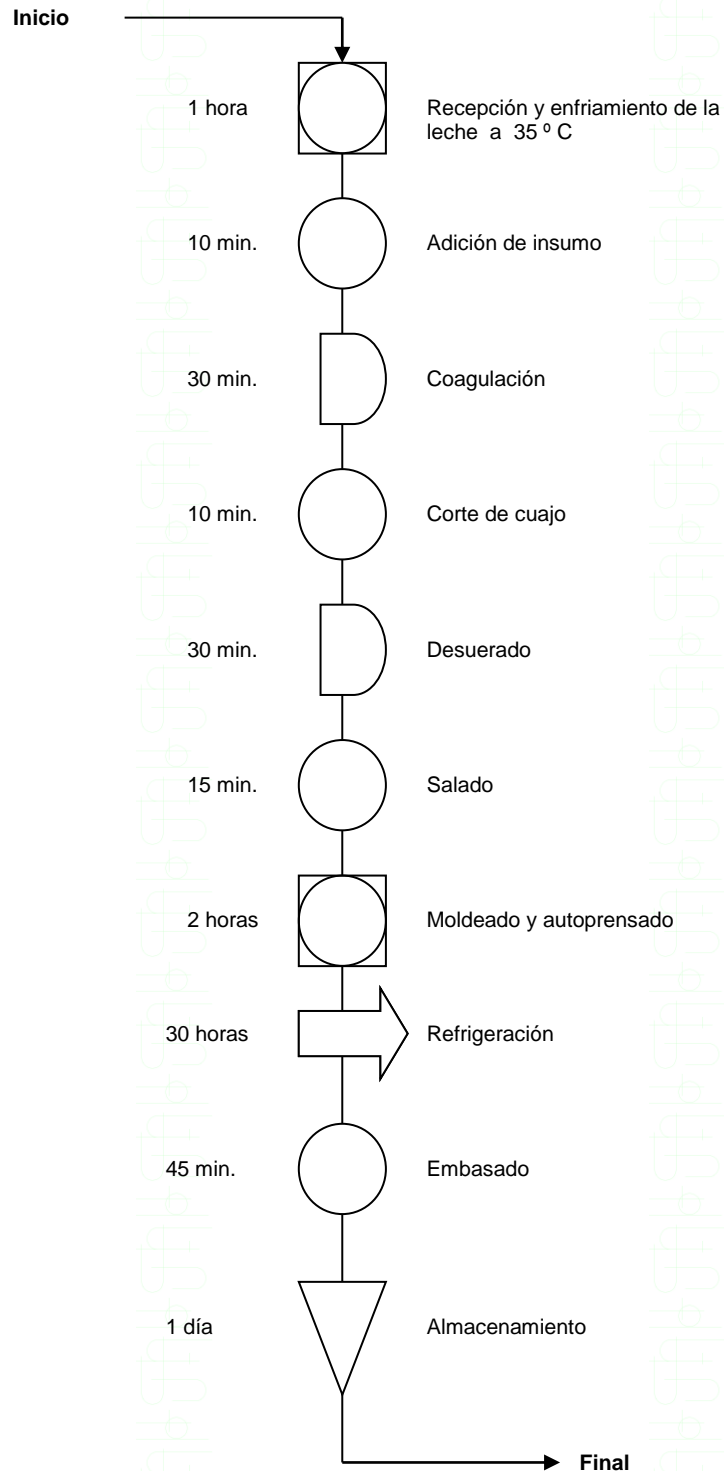 Inicio
1 hora
Recepción y enfriamiento de la
leche a 35 º C
10 min.
Adición de insumo
30 min.
Coagulación
10 min.
Corte de cuajo
30 min.
Desuerado
15 min.
Salado
2 horas
Moldeado y autoprensado
30 horas
Refrigeración
45 min.
Embasado
1 día
Almacenamiento
Final